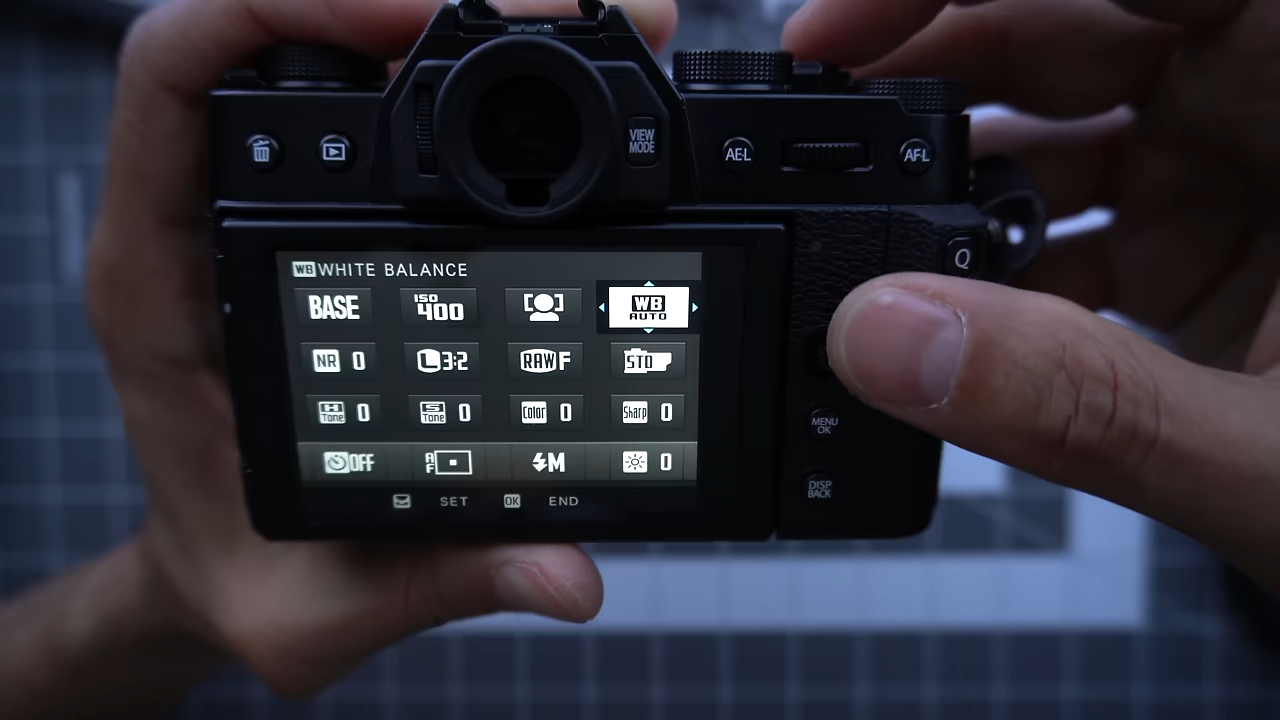 VIEW
MODE
AE-L
AF-L
Q
WB WHITE BALANCE
BASE
ISO
400
WB
AUTO
NR 0
L 3:2
RAW F
STD
H
Tone 0
S
Tone 0
Color 0
Sharp 0
OFF
AF
M
0
SET OK END
MENU
OK
DISP
BACK